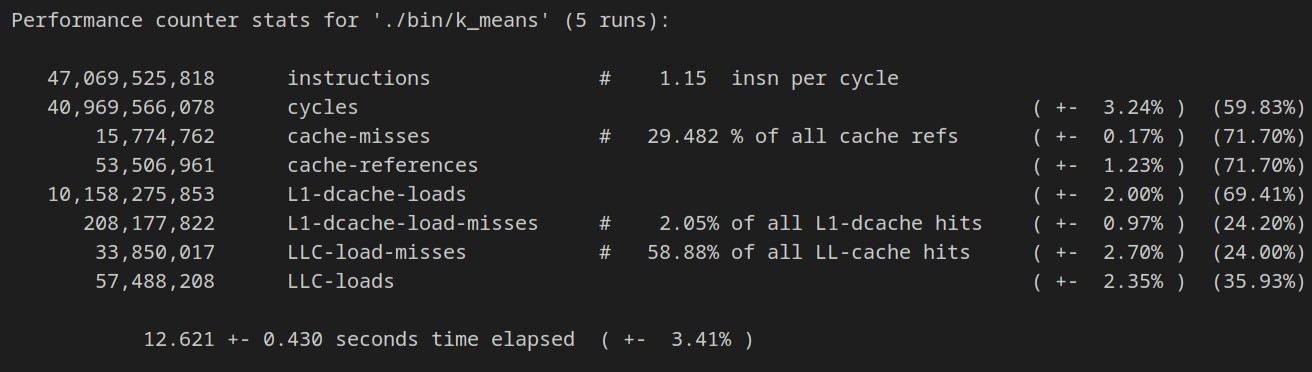 Performance counter stats for './bin/k_means' (5 runs):
47,069,525,818 instructions # 1.15 insn per cycle
40,969,566,078 cycles ( +- 3.24% ) (59.83%)
15,774,762 cache-misses # 29.482 % of all cache refs ( +- 0.17% ) (71.70%)
53,506,961 cache-references ( +- 1.23% ) (71.70%)
10,158,275,853 L1-dcache-loads ( +- 2.00% ) (69.41%)
208,177,822 L1-dcache-load-misses # 2.05% of all L1-dcache hits ( +- 0.97% ) (24.20%)
33,850,017 LLC-load-misses # 58.88% of all LL-cache hits ( +- 2.70% ) (24.00%)
57,488,208 LLC-loads ( +- 2.35% ) (35.93%)
12.621 +- 0.430 seconds time elapsed ( +- 3.41% )